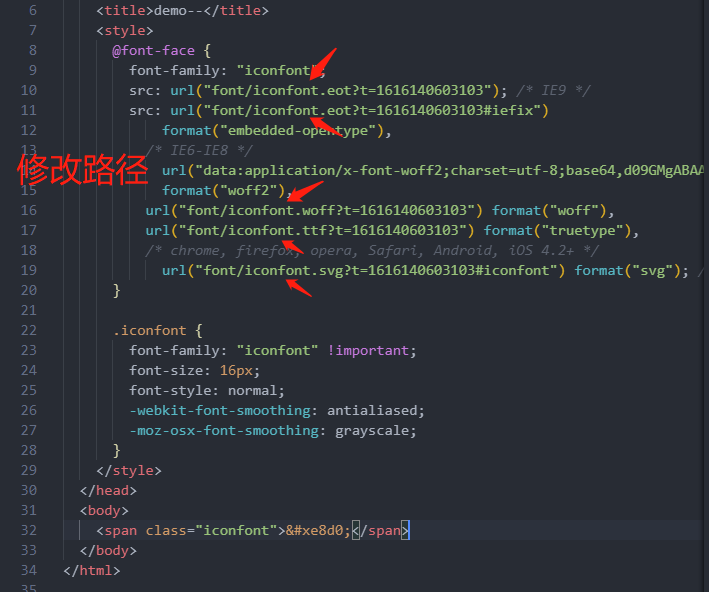 6 <title>demo--</title>
7 <style>
8 @font-face {
9 font-family: "iconfont";
10 src: url("font/iconfont.eot?t=1616140603103"); /* IE9 */
11 src: url("font/iconfont.eot?t=1616140603103#iefix")
12 format("embedded-opentype"),
13 /* IE6-IE8 */
修改路径
url("data:application/x-font-woff2;charset=utf-8;base64,d09GMgABAA
15 format("woff2"),
16 url("font/iconfont.woff?t=1616140603103") format("woff"),
17 url("font/iconfont.ttf?t=1616140603103") format("truetype"),
18 /* chrome, firefox, opera, Safari, Android, iOS 4.2+ */
19 url("font/iconfont.svg?t=1616140603103#iconfont") format("svg"); /
20 }
21
22 .iconfont {
23 font-family: "iconfont" !important;
24 font-size: 16px;
25 font-style: normal;
26 -webkit-font-smoothing: antialiased;
27 -moz-osx-font-smoothing: grayscale;
28 }
29 </style>
30 </head>
31 <body>
32 <span class="iconfont">&#xe8d0;</span>
33 </body>
34 </html>
35